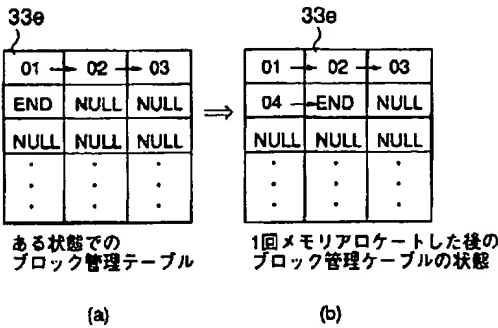 33e
01 → 02 → 03
END NULL NULL
NULL NULL NULL
ある状態での
ブロック管理テーブル
(a)
⇒
33e
01 → 02 → 03
04 → END NULL
NULL NULL NULL
1回メモリアロケートした後の
ブロック管理ケーブルの状態
(b)